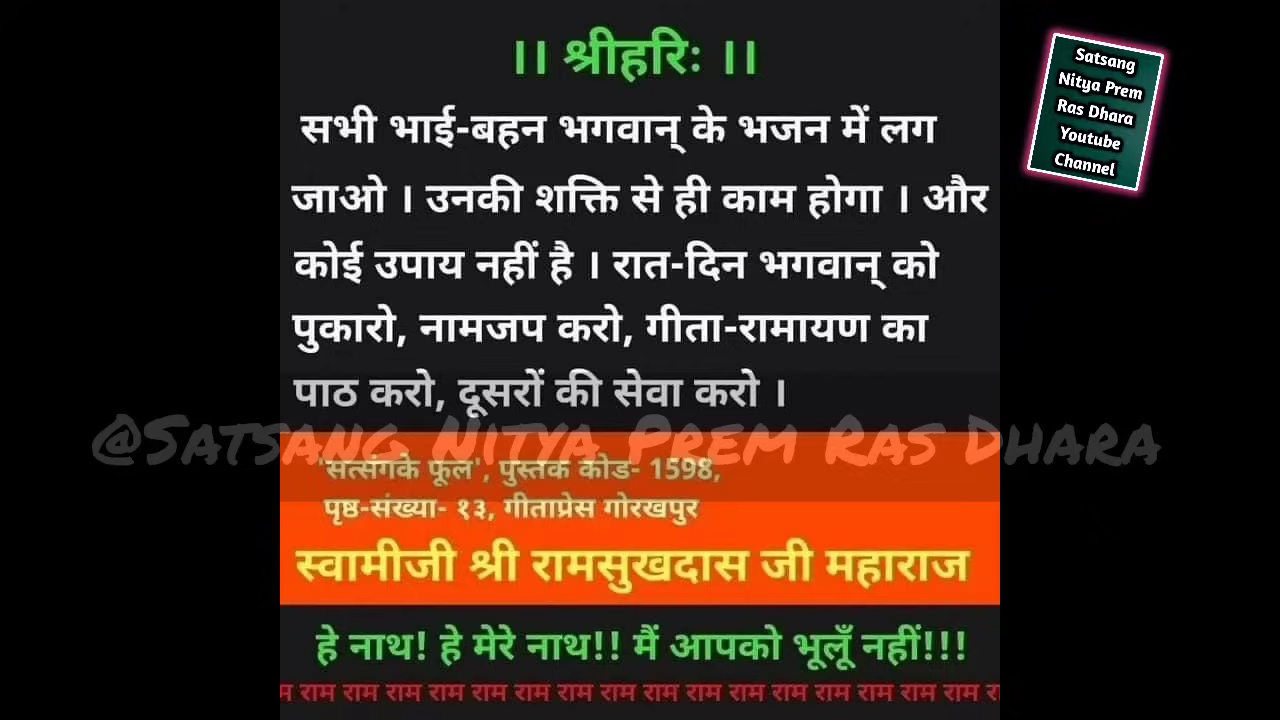 ।। श्रीहरिः ।।
सभी भाई-बहन भगवान् के भजन में लग
जाओ । उनकी शक्ति से ही काम होगा । और
कोई उपाय नहीं है । रात-दिन भगवान् को
पुकारो, नामजप करो, गीता-रामायण का
पाठ करो, दूसरों की सेवा करो ।
@Satsang Nitya Prem Ras Dhara
'सत्संगके फूल', पुस्तक कोड- 1598,
पृष्ठ-संख्या- १३, गीताप्रेस गोरखपुर
स्वामीजी श्री रामसुखदास जी महाराज
हे नाथ! हे मेरे नाथ!! मैं आपको भूलूँ नहीं!!!
म राम राम राम राम राम राम राम राम राम राम राम राम राम राम राम राम र
Satsang
Nitya Prem
Ras Dhara
Youtube
Channel